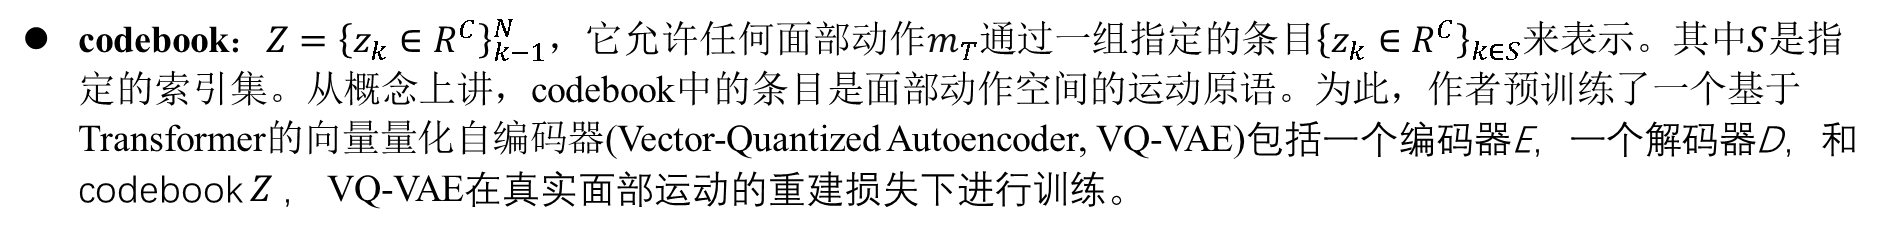 ● codebook：$Z = \{z_k \in R^C\}_{k-1}^{N}$，它允许任何面部动作$m_T$通过一组指定的条目$\{z_k \in R^C\}_{k \in S}$来表示。其中$S$是指
定的索引集。从概念上讲，codebook中的条目是面部动作空间的运动原语。为此，作者预训练了一个基于
Transformer的向量量化自编码器(Vector-Quantized Autoencoder, VQ-VAE)包括一个编码器E, 一个解码器D, 和
codebook $Z$ , VQ-VAE在真实面部运动的重建损失下进行训练。